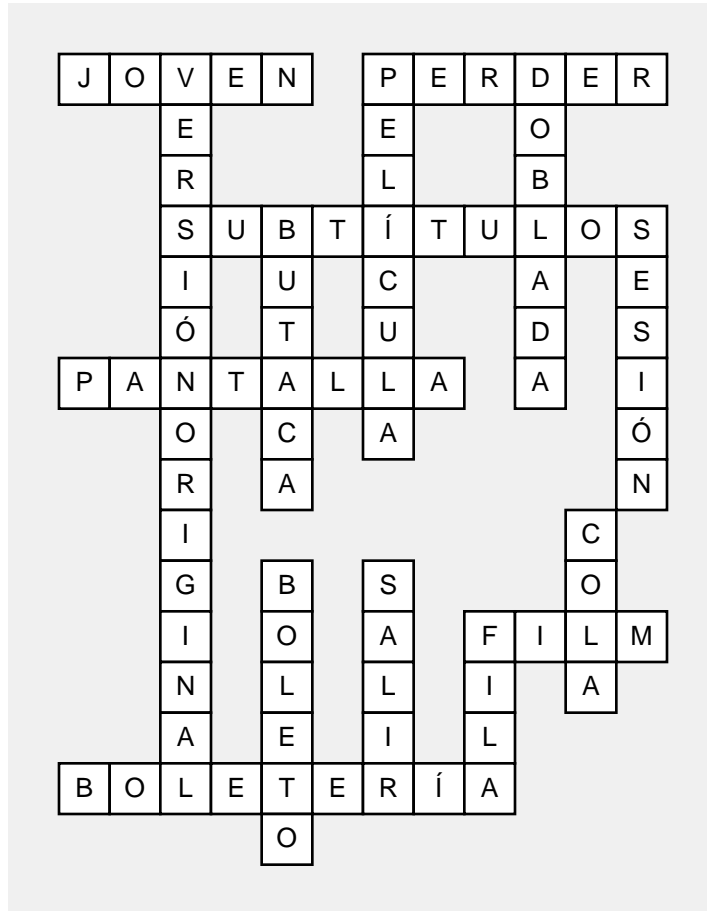 J O V E N P E R D E R
E E O
R L B
S U B T Í T U L O S
I U C A E
Ó T U D S
P A N T A L L A A I
O C A Ó
R A N
I C
G B S O
I O A F I L M
N L L I A
A E I L
B O L E T E R Í A
O